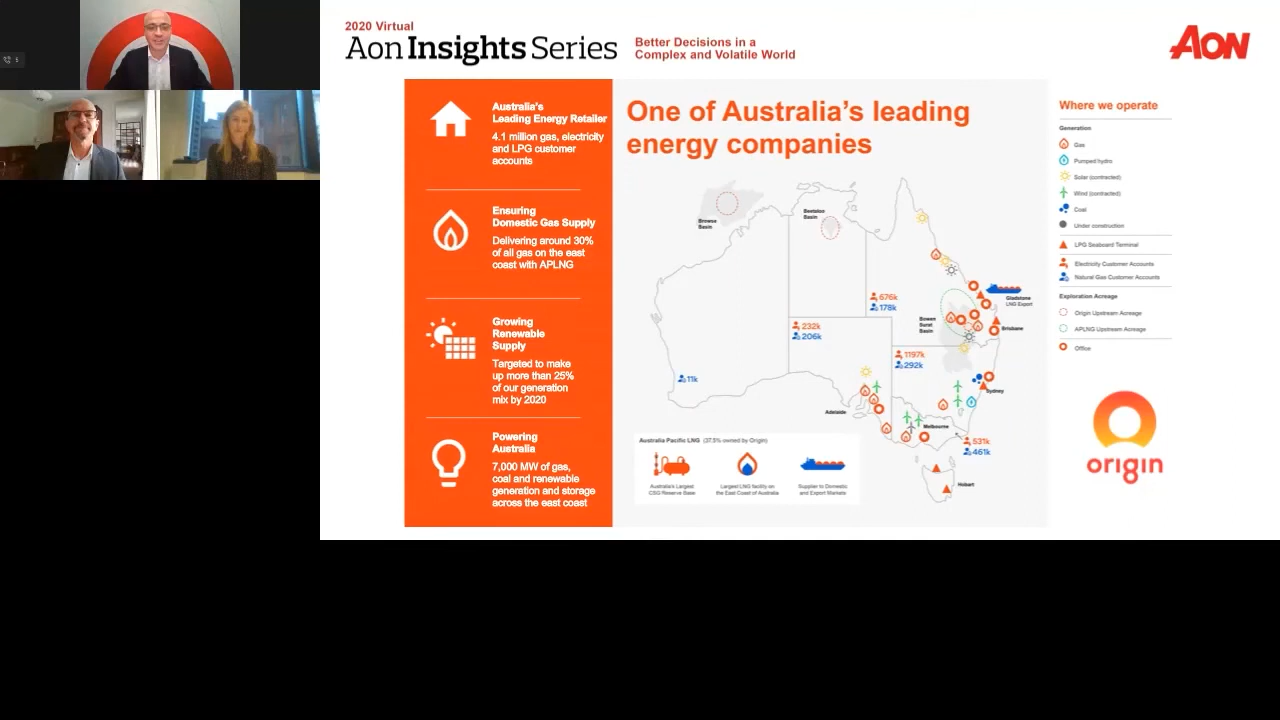 5
2020 Virtual
Aon Insights Series
Better Decisions in a
Complex and Volatile World
AON
Australia's
Leading Energy Retailer
4.1 million gas, electricity
and LPG customer
accounts
Ensuring
Domestic Gas Supply
Delivering around 30%
of all gas on the east
coast with APLNG
Growing
Renewable
Supply
Targeted to make
up more than 25%
of our generation
mix by 2020
Powering
Australia
7,000 MW of gas,
coal and renewable
generation and storage
across the east coast
One of Australia's leading
energy companies
Browse
Basin
Beetaloo
Basin
676k
178k
232k
206k
1197k
292k
11k
531k
461k
Bowen
Surat
Basin
Gladstone
LNG Export
Brisbane
Sydney
Adelaide
Melbourne
Hobart
Australia Pacific LNG (37.5% owned by Origin)
Australia's Largest
CSG Reserve Base
Largest LNG facility on
the East Coast of Australia
Supplier to Domestic
and Export Markets
Where we operate
Generation
Gas
Pumped hydro
Solar (contracted)
Wind (contracted)
Coal
Under construction
LPG Seaboard Terminal
Electricity Customer Accounts
Natural Gas Customer Accounts
Exploration Acreage
Origin Upstream Acreage
APLNG Upstream Acreage
Office
origin